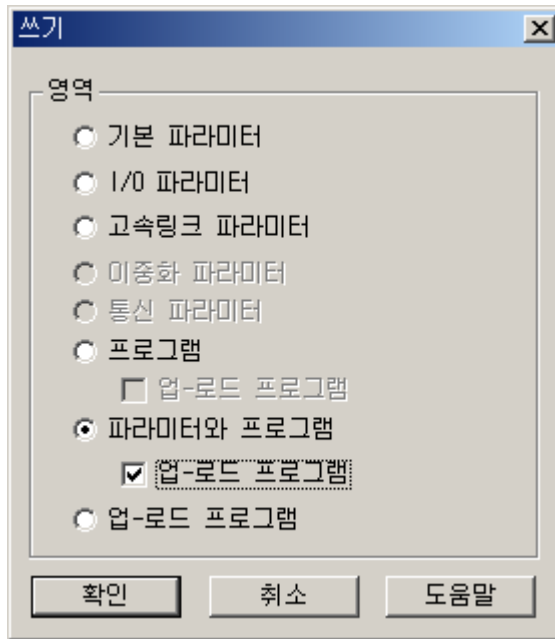 쓰기
영역
기본 파라미터
I/O 파라미터
고속링크 파라미터
이중화 파라미터
통신 파라미터
프로그램
업-로드 프로그램
파라미터와 프로그램
업-로드 프로그램
업-로드 프로그램
확인 취소 도움말